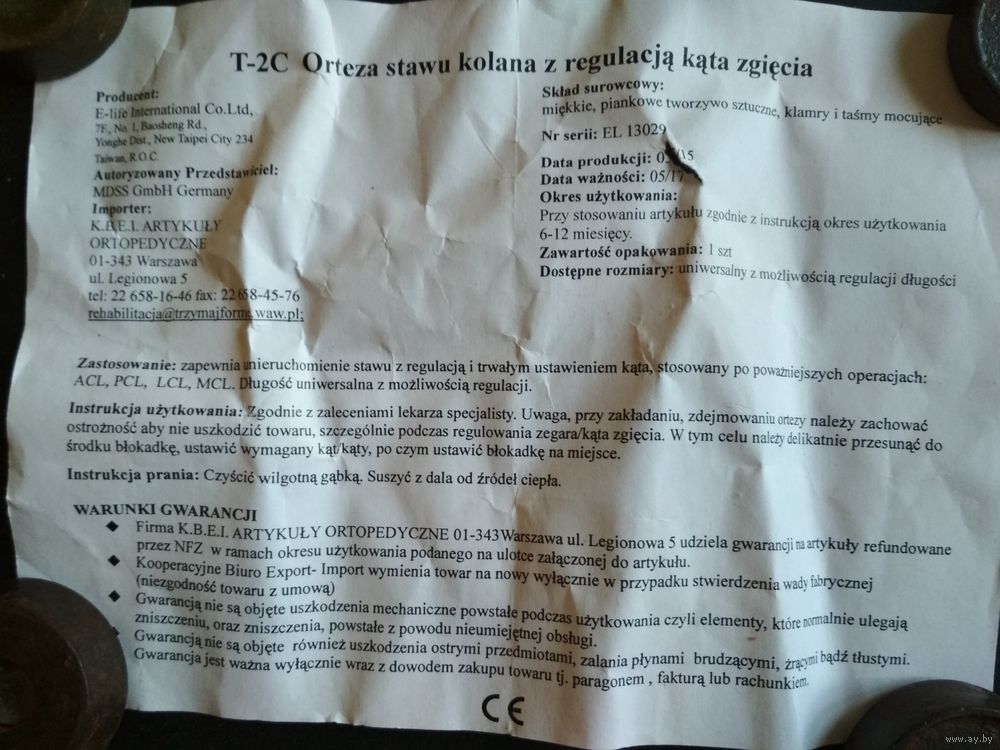 T-2C Orteza stawu kolana z regulacją kąta zgięcia
Producent:
E-life International Co.Ltd,
7F., No. 1, Baosheng Rd.,
Yonghe Dist., New Taipei City 234
Taiwan, R.O.C.
Autoryzowany Przedstawiciel:
MDSS GmbH Germany
Importer:
K.B.E.I. ARTYKUŁY
ORTOPEDYCZNE
01-343 Warszawa
ul. Legionowa 5
tel: 22 658-16-46 fax: 22 658-45-76
rehabilitacja@trzymajforme.waw.pl;
Skład surowcowy:
miękkie, piankowe tworzywo sztuczne, klamry i taśmy mocujące
Nr serii: EL 13029
Data produkcji:
Data ważności: 05/17
Okres użytkowania:
Przy stosowaniu artykułu zgodnie z instrukcją okres użytkowania
6-12 miesięcy.
Zawartość opakowania: 1 szt
Dostępne rozmiary: uniwersalny z możliwością regulacji długości
Zastosowanie: zapewnia unieruchomienie stawu z regulacją i trwałym ustawieniem kąta, stosowany po poważniejszych operacjach:
ACL, PCL, LCL, MCL. Długość uniwersalna z możliwością regulacji.
Instrukcja użytkowania: Zgodnie z zaleceniami lekarza specjalisty. Uwaga, przy zakładaniu, zdejmowaniu ortezy należy zachować
ostrożność aby nie uszkodzić towaru, szczególnie podczas regulowania zegara/kąta zgięcia. W tym celu należy delikatnie przesunąć do
środku błokadkę, ustawić wymagany kąt/kąty, po czym ustawić błokadkę na miejsce.
Instrukcja prania: Czyścić wilgotną gąbką. Suszyć z dala od źródeł ciepła.
WARUNKI GWARANCJI
◆ Firma K.B.E.I. ARTYKUŁY ORTOPEDYCZNE 01-343 Warszawa ul. Legionowa 5 udziela gwarancji na artykuły refundowane
przez NFZ w ramach okresu użytkowania podanego na ulotce załączonej do artykułu.
◆ Kooperacyjne Biuro Export- Import wymienia towar na nowy wyłącznie w przypadku stwierdzenia wady fabrycznej
(niezgodność towaru z umową)
◆ Gwarancją nie są objęte uszkodzenia mechaniczne powstałe podczas użytkowania czyli elementy, które normalnie ulegają
zniszczeniu, oraz zniszczenia, powstałe z powodu nieumiejętnej obsługi.
Gwarancją nie są objęte również uszkodzenia ostrymi przedmiotami, zalania płynami brudzącymi, żrącymi bądź tłustymi.
Gwarancja jest ważna wyłącznie wraz z dowodem zakupu towaru tj. paragonem , fakturą lub rachunkiem.
CE
www.ay.by